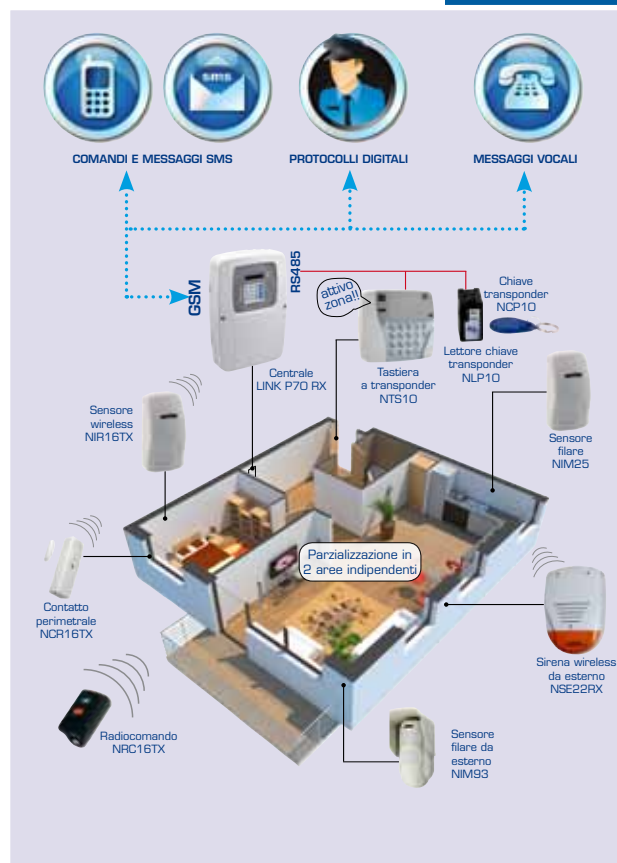 sms
COMANDI E MESSAGGI SMS
PROTOCOLLI DIGITALI
MESSAGGI VOCALI
GSM
RS485
attivo
zona!!
Chiave
transponder
NCP10
Lettore chiave
transponder
NLP10
Centrale
LINK P70 RX
Tastiera
a transponder
NTS10
Sensore
wireless
NIR16TX
Sensore
filare
NIM25
Parzializzazione in
2 aree indipendenti
Contatto
perimetrale
NCR16TX
Sirena wireless
da esterno
NSE22RX
Radiocomando
NRC16TX
Sensore
filare da
esterno
NIM93